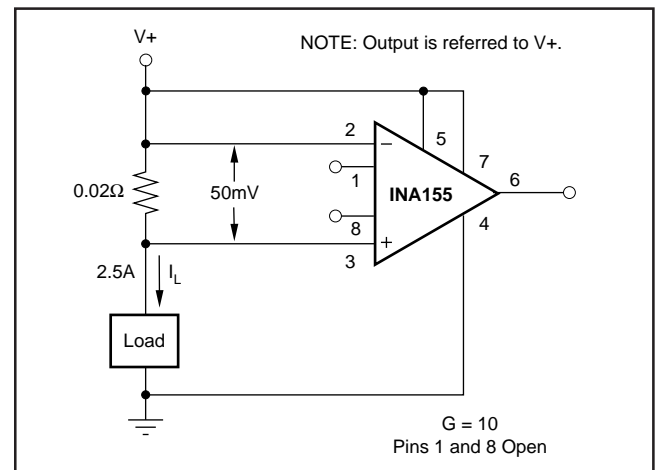 V+
NOTE: Output is referred to V+.
2
5
−
7
0.02Ω
50mV
1
INA155
6
8
4
+
3
2.5A
I_L
Load
G = 10
Pins 1 and 8 Open